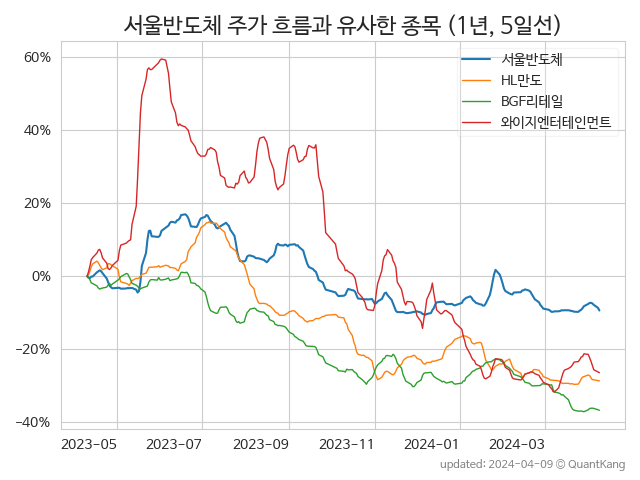 서울반도체 주가 흐름과 유사한 종목 (1년, 5일선)
서울반도체
HL만도
BGF리테일
와이지엔터테인먼트
60%
40%
20%
0%
−20%
−40%
2023-05 2023-07 2023-09 2023-11 2024-01 2024-03
updated: 2024-04-09 © QuantKang